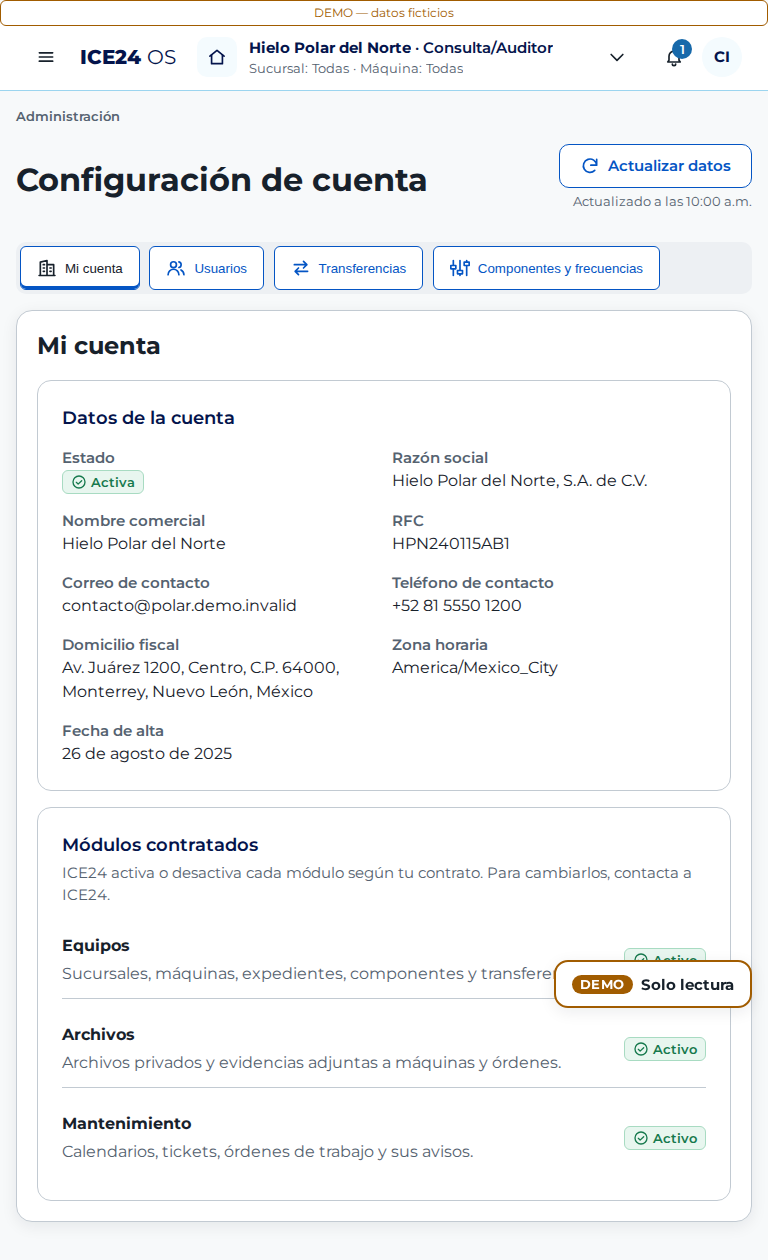 DEMO — datos ficticios
ICE24 OS
Hielo Polar del Norte · Consulta/Auditor
Sucursal: Todas · Máquina: Todas
1
CI
Administración
Configuración de cuenta
Actualizar datos
Actualizado a las 10:00 a.m.
Mi cuenta
Usuarios
Transferencias
Componentes y frecuencias
Mi cuenta
Datos de la cuenta
Estado
Activa
Razón social
Hielo Polar del Norte, S.A. de C.V.
Nombre comercial
Hielo Polar del Norte
RFC
HPN240115AB1
Correo de contacto
contacto@polar.demo.invalid
Teléfono de contacto
+52 81 5550 1200
Domicilio fiscal
Av. Juárez 1200, Centro, C.P. 64000,
Monterrey, Nuevo León, México
Zona horaria
America/Mexico_City
Fecha de alta
26 de agosto de 2025
Módulos contratados
ICE24 activa o desactiva cada módulo según tu contrato. Para cambiarlos, contacta a
ICE24.
Equipos
Activo
Sucursales, máquinas, expedientes, componentes y
DEMO Solo lectura
Archivos
Archivos privados y evidencias adjuntas a máquinas y órdenes.
Activo
Mantenimiento
Calendarios, tickets, órdenes de trabajo y sus avisos.
Activo